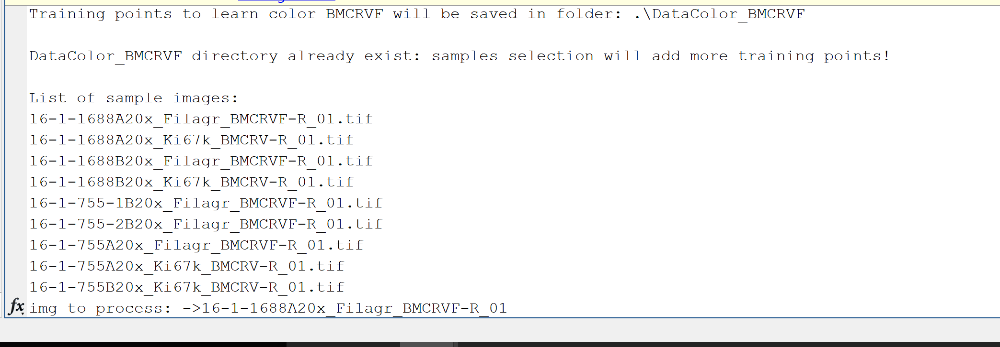 Training points to learn color BMCRVF will be saved in folder: .\DataColor_BMCRVF
DataColor_BMCRVF directory already exist: samples selection will add more training points!
List of sample images:
16-1-1688A20x_Filagr_BMCRVF-R_01.tif
16-1-1688A20x_Ki67k_BMCRV-R_01.tif
16-1-1688B20x_Filagr_BMCRVF-R_01.tif
16-1-1688B20x_Ki67k_BMCRV-R_01.tif
16-1-755-1B20x_Filagr_BMCRVF-R_01.tif
16-1-755-2B20x_Filagr_BMCRVF-R_01.tif
16-1-755A20x_Filagr_BMCRVF-R_01.tif
16-1-755A20x_Ki67k_BMCRV-R_01.tif
16-1-755B20x_Ki67k_BMCRV-R_01.tif
fx img to process: ->16-1-1688A20x_Filagr_BMCRVF-R_01